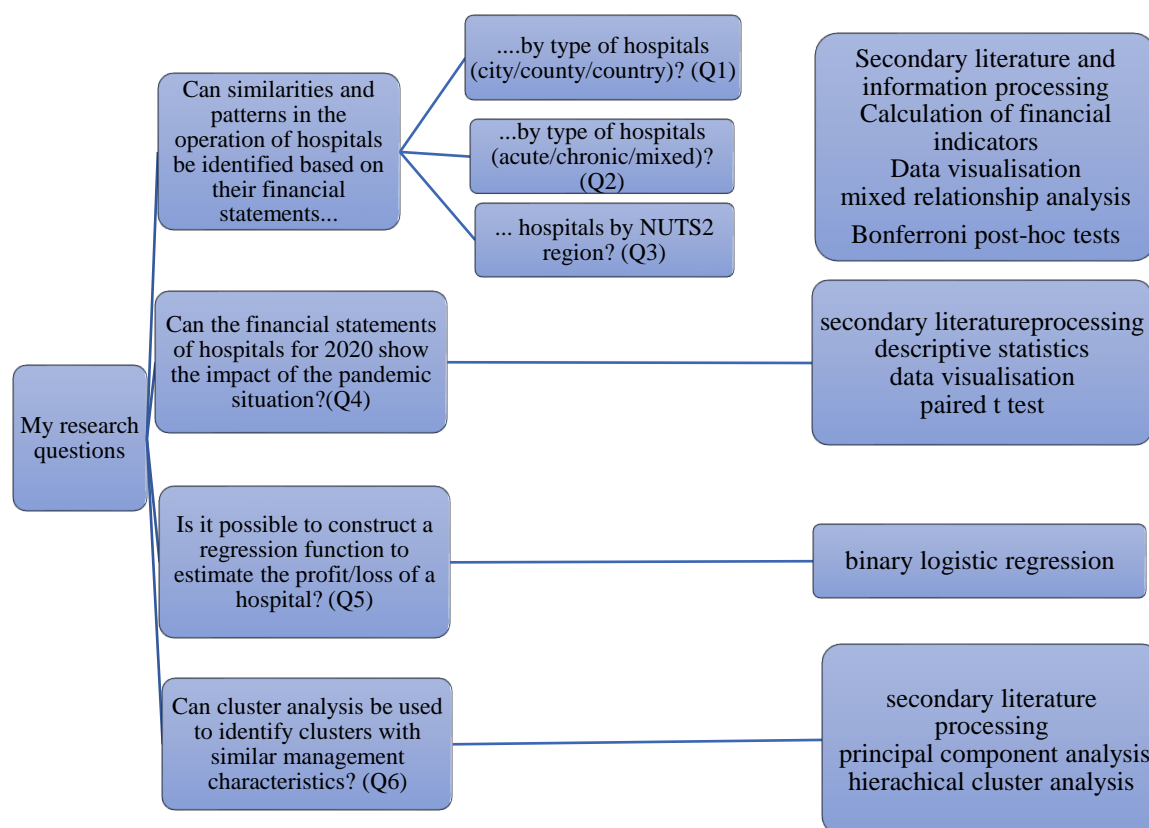 My research
questions
Can similarities and
patterns in the
operation of hospitals
be identified based on
their financial
statements...
....by type of hospitals
(city/county/country)? (Q1)
...by type of hospitals
(acute/chronic/mixed)?
(Q2)
... hospitals by NUTS2
region? (Q3)
Secondary literature and
information processing
Calculation of financial
indicators
Data visualisation
mixed relationship analysis
Bonferroni post-hoc tests
Can the financial statements
of hospitals for 2020 show
the impact of the pandemic
situation?(Q4)
secondary literatureprocessing
descriptive statistics
data visualisation
paired t test
Is it possible to construct a
regression function to
estimate the profit/loss of a
hospital? (Q5)
binary logistic regression
Can cluster analysis be used
to identify clusters with
similar management
characteristics? (Q6)
secondary literature
processing
principal component analysis
hierachical cluster analysis